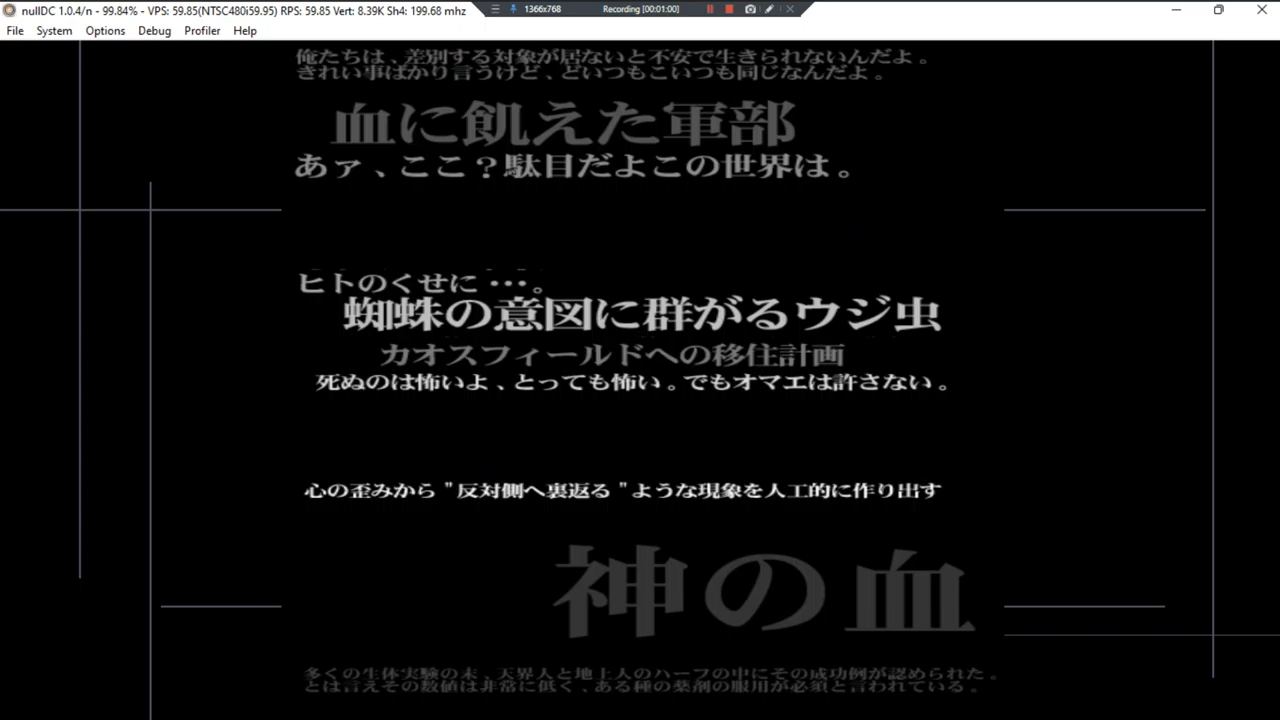 nullDC 1.0.4/n - 99.84% - VPS: 59.85(NTSC480i59.95) RPS: 59.85 Vert: 8.39K Sh4: 199.68 mhz
1366x768
Recording [00:01:00]
File System Options Debug Profiler Help
俺たちは、差別する対象が居ないと不安で生きられないんだよ。
きれい事ばかり言うけど、どいつもこいつも同じなんだよ。
血に飢えた軍部
あァ、ここ？駄目だよこの世界は。
ヒトのくせに…。
蜘蛛の意図に群がるウジ虫
カオスフィールドへの移住計画
死ぬのは怖いよ、とっても怖い。でもオマエは許さない。
心の歪みから"反対側へ裏返る"ような現象を人工的に作り出す
神の血
多くの生体実験の末、天界人と地上人のハーフの中にその成功例が認められた。
とは言えその数値は非常に低く、ある種の薬剤の服用が必須と言われている。